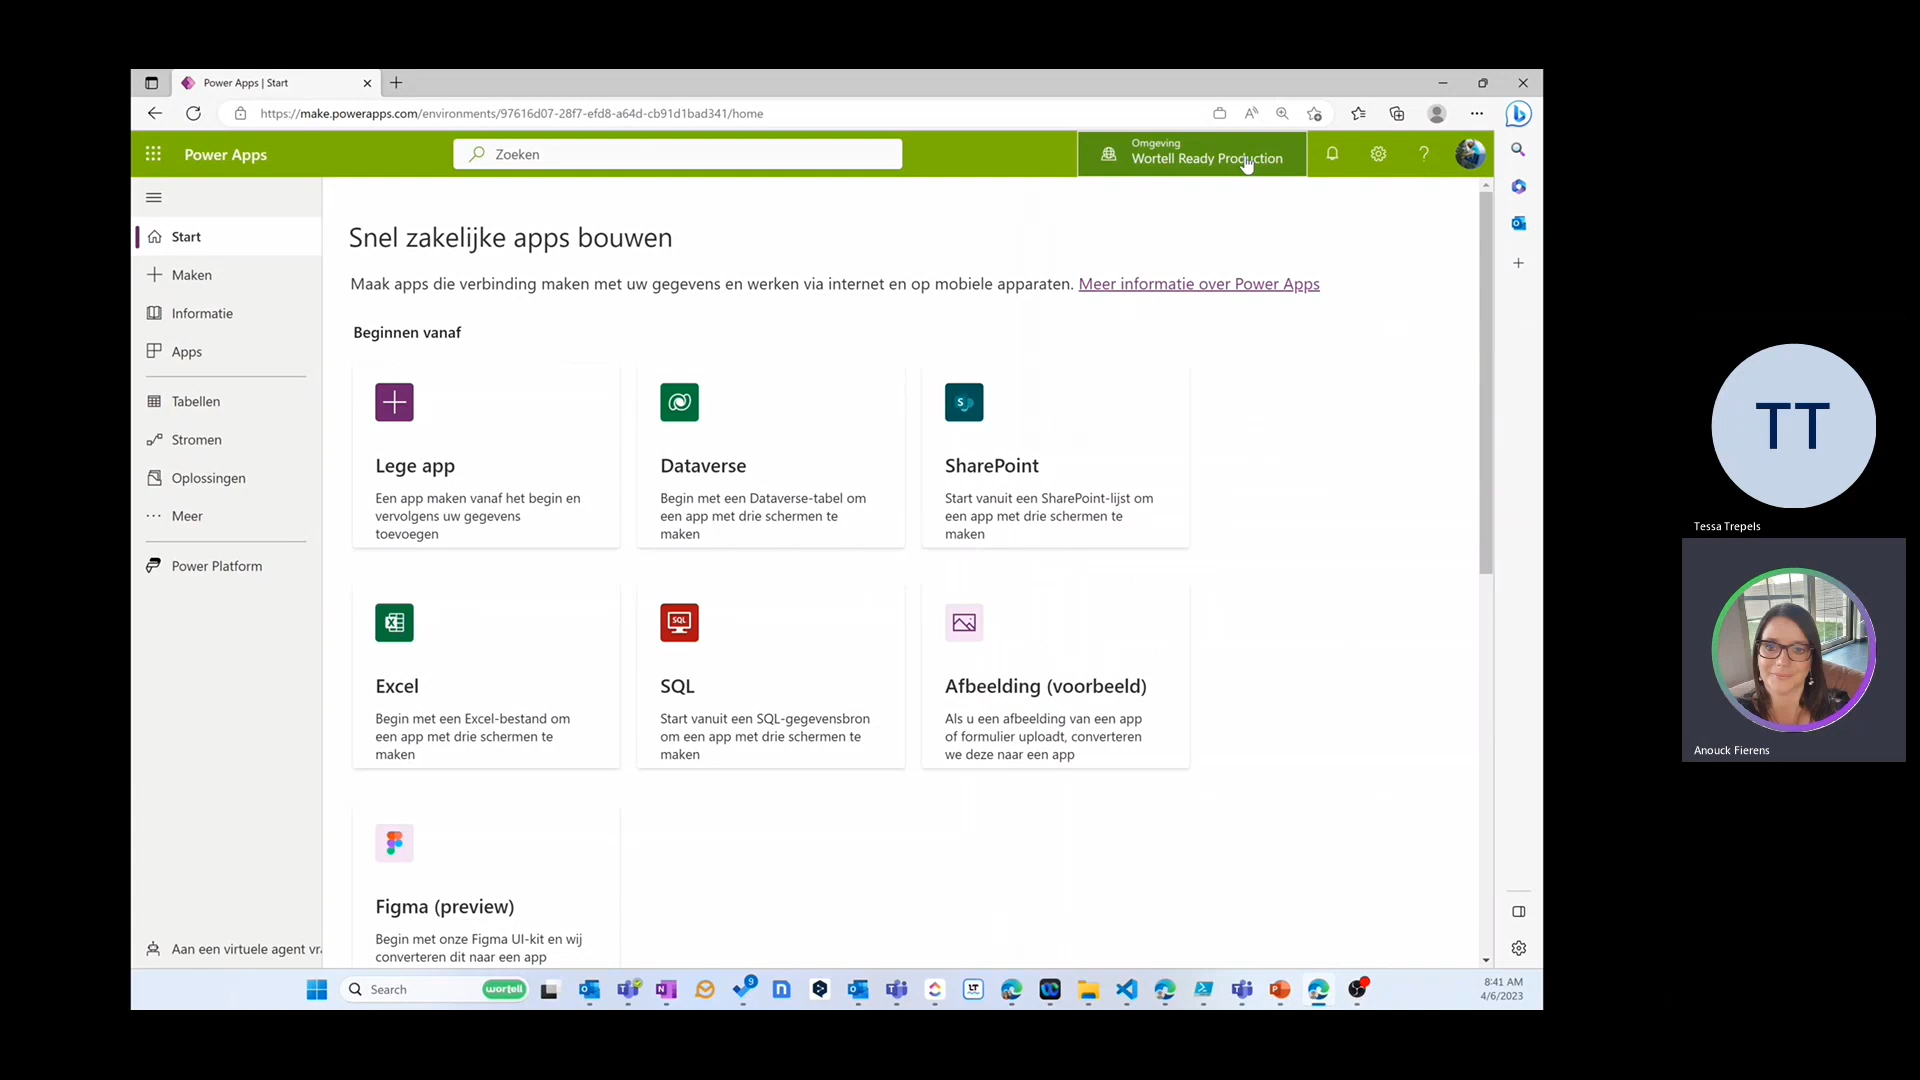 Power Apps | Start
https://make.powerapps.com/environments/97616d07-28f7-efd8-a64d-cb91d1bad341/home
Power Apps
Zoeken
Omgeving
Wortell Ready Production
Start
Maken
Informatie
Apps
Tabellen
Stromen
Oplossingen
Meer
Power Platform
Aan een virtuele agent vr
Snel zakelijke apps bouwen
Maak apps die verbinding maken met uw gegevens en werken via internet en op mobiele apparaten. Meer informatie over Power Apps
Beginnen vanaf
Lege app
Een app maken vanaf het begin en
vervolgens uw gegevens
toevoegen
Dataverse
Begin met een Dataverse-tabel om
een app met drie schermen te
maken
S
SharePoint
Start vanuit een SharePoint-lijst om
een app met drie schermen te
maken
Excel
Begin met een Excel-bestand om
een app met drie schermen te
maken
SQL
SQL
Start vanuit een SQL-gegevensbron
om een app met drie schermen te
maken
Afbeelding (voorbeeld)
Als u een afbeelding van een app
of formulier uploadt, converteren
we deze naar een app
Figma (preview)
Begin met onze Figma UI-kit en wij
converteren dit naar een app
Search
wortell
9
8:41 AM
4/6/2023
TT
Tessa Trepels
Anouck Fierens